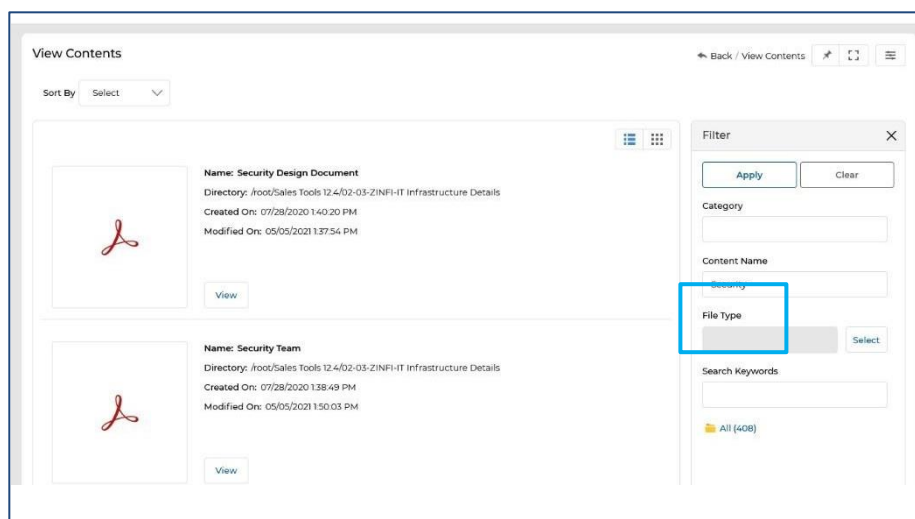 View Contents
Back / View Contents
Sort By Select
Name: Security Design Document
Directory: /root/Sales Tools 12.4/02-03-ZINFI-IT Infrastructure Details
Created On: 07/28/2020 1:40:20 PM
Modified On: 05/05/2021 1:37:54 PM
View
Name: Security Team
Directory: /root/Sales Tools 12.4/02-03-ZINFI-IT Infrastructure Details
Created On: 07/28/2020 1:38:49 PM
Modified On: 05/05/2021 1:50:03 PM
View
Filter
Apply Clear
Category
Content Name
Security
File Type
Select
Search Keywords
All (408)